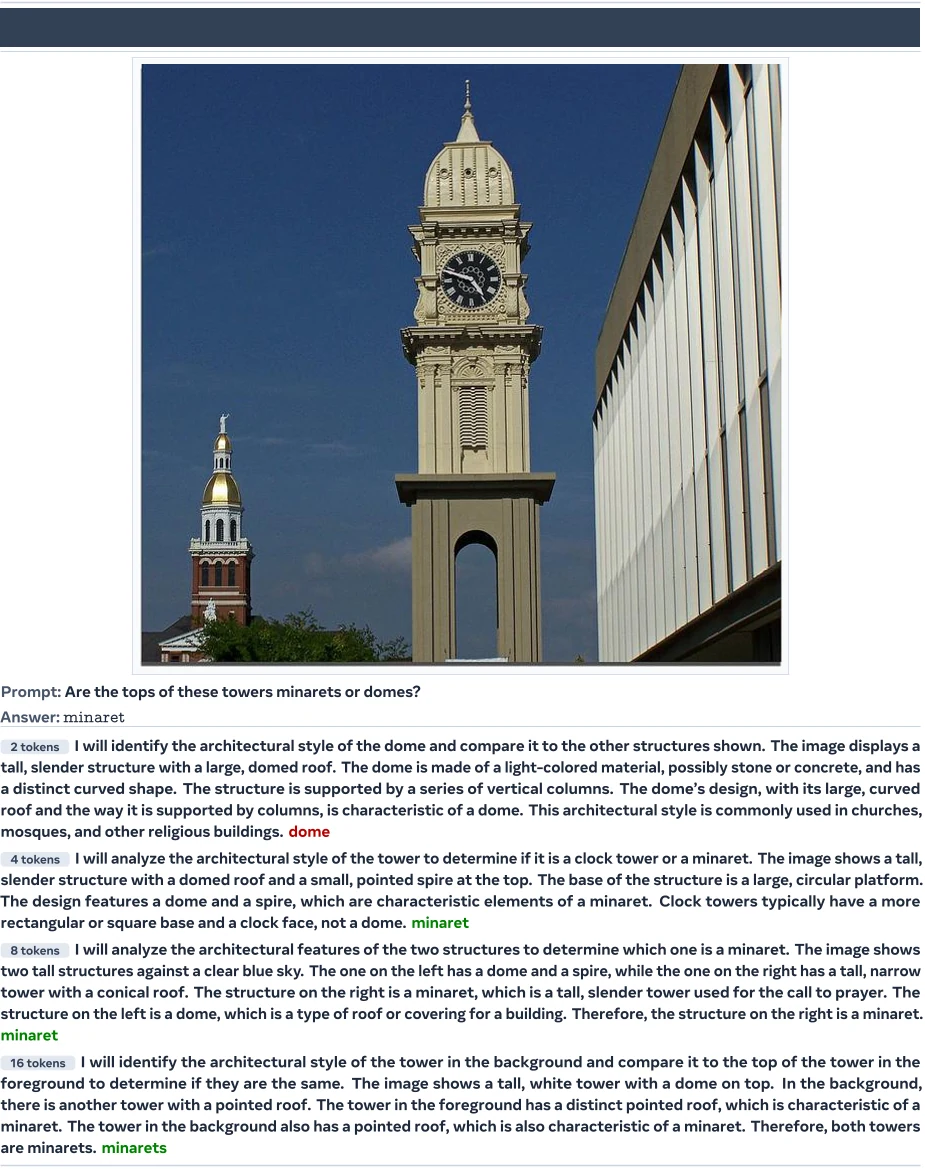 Prompt: Are the tops of these towers minarets or domes?
Answer: minaret
2 tokens I will identify the architectural style of the dome and compare it to the other structures shown. The image displays a
tall, slender structure with a large, domed roof. The dome is made of a light-colored material, possibly stone or concrete, and has
a distinct curved shape. The structure is supported by a series of vertical columns. The dome's design, with its large, curved
roof and the way it is supported by columns, is characteristic of a dome. This architectural style is commonly used in churches,
mosques, and other religious buildings. dome
4 tokens I will analyze the architectural style of the tower to determine if it is a clock tower or a minaret. The image shows a tall,
slender structure with a domed roof and a small, pointed spire at the top. The base of the structure is a large, circular platform.
The design features a dome and a spire, which are characteristic elements of a minaret. Clock towers typically have a more
rectangular or square base and a clock face, not a dome. minaret
8 tokens I will analyze the architectural features of the two structures to determine which one is a minaret. The image shows
two tall structures against a clear blue sky. The one on the left has a dome and a spire, while the one on the right has a tall, narrow
tower with a conical roof. The structure on the right is a minaret, which is a tall, slender tower used for the call to prayer. The
structure on the left is a dome, which is a type of roof or covering for a building. Therefore, the structure on the right is a minaret.
minaret
16 tokens I will identify the architectural style of the tower in the background and compare it to the top of the tower in the
foreground to determine if they are the same. The image shows a tall, white tower with a dome on top. In the background,
there is another tower with a pointed roof. The tower in the foreground has a distinct pointed roof, which is characteristic of a
minaret. The tower in the background also has a pointed roof, which is also characteristic of a minaret. Therefore, both towers
are minarets. minarets